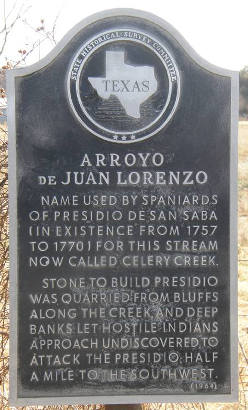 STATE HISTORICAL SURVEY COMMITTEE
TEXAS
ARROYO
DE JUAN LORENZO
NAME USED BY SPANIARDS
OF PRESIDIO DE SAN SABA
(IN EXISTENCE FROM 1757
TO 1770) FOR THIS STREAM
NOW CALLED CELERY CREEK.
STONE TO BUILD PRESIDIO
WAS QUARRIED FROM BLUFFS
ALONG THE CREEK AND DEEP
BANKS LET HOSTILE INDIANS
APPROACH UNDISCOVERED TO
ATTACK THE PRESIDIO, HALF
A MILE TO THE SOUTHWEST.
(1964)